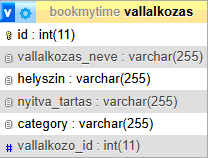 v bookmytime vallalkozas
id : int(11)
vallalkozas_neve : varchar(255)
helyszin : varchar(255)
nyitva_tartas : varchar(255)
category : varchar(255)
# vallalkozo_id : int(11)